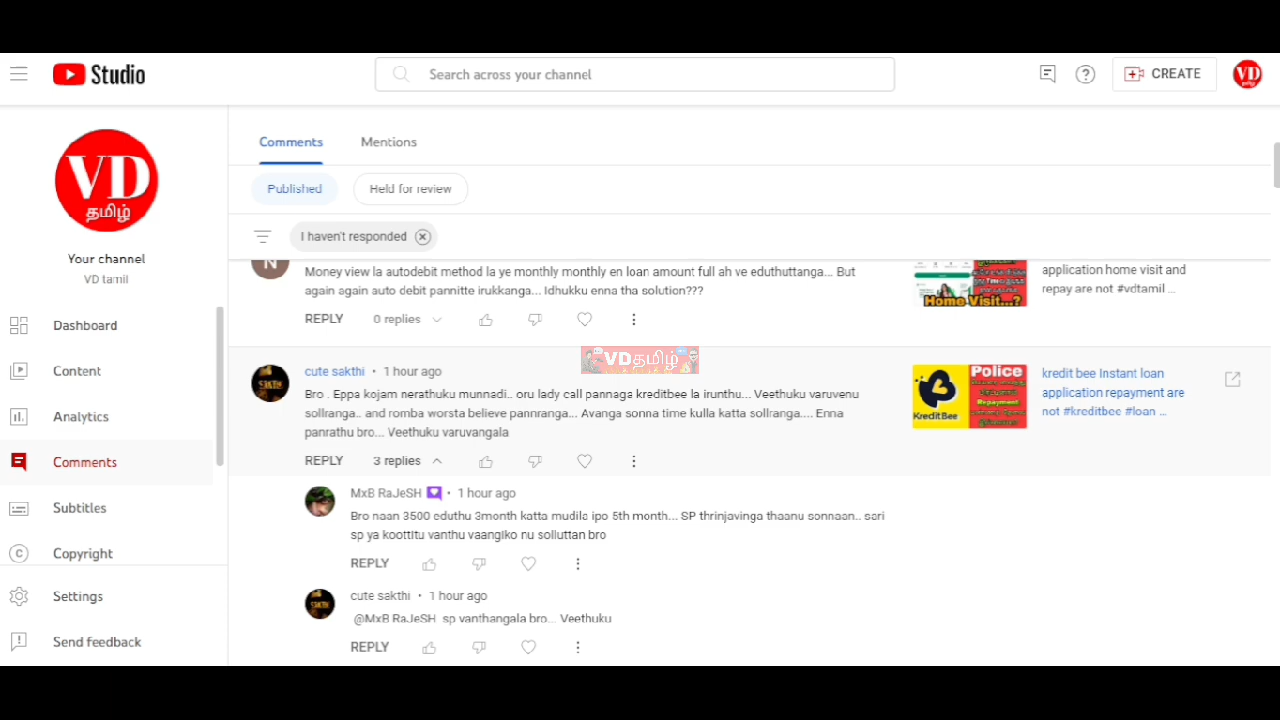 Studio
Search across your channel
CREATE
VD
தமிழ்
VD
தமிழ்
Your channel
VD tamil
Dashboard
Content
Analytics
Comments
Subtitles
Copyright
Settings
Send feedback
Comments
Mentions
Published
Held for review
I haven't responded
N
Money view la autodebit method la ye monthly monthly en loan amount full ah ve eduthuttanga... But
again again auto debit pannitte irukkanga... Idhukku enna tha solution???
REPLY
0 replies
Home Visit...?
application home visit and
repay are not #vdtamil ...
VDதமிழ்
cute sakthi • 1 hour ago
Bro . Eppa kojam nerathuku munnadi.. oru lady call pannaga kreditbee la irunthu... Veethuku varuvenu
sollranga.. and romba worsta believe pannranga... Avanga sonna time kulla katta sollranga.... Enna
panrathu bro... Veethuku varuvangala
REPLY
3 replies
KreditBee
Police
Repayment
kredit bee Instant loan
application repayment are
not #kreditbee #loan ...
MxB RaJeSH • 1 hour ago
Bro naan 3500 eduthu 3month katta mudila ipo 5th month... SP thrinjavinga thaanu sonnaan.. sari
sp ya koottitu vanthu vaangiko nu solluttan bro
REPLY
cute sakthi • 1 hour ago
@MxB RaJeSH sp vanthangala bro... Veethuku
REPLY